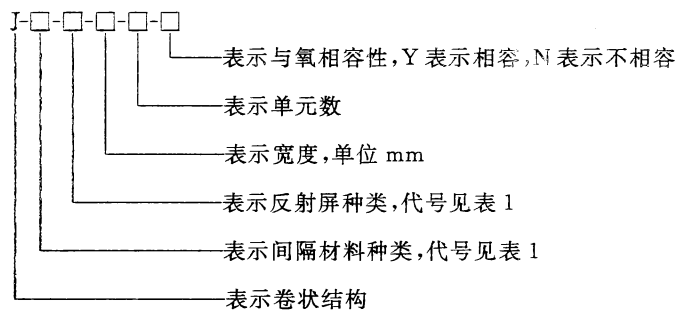 J-□-□-□-□-□
表示与氧相容性,Y表示相容,N表示不相容
表示单元数
表示宽度,单位 mm
表示反射屏种类,代号见表1
表示间隔材料种类,代号见表1
表示卷状结构